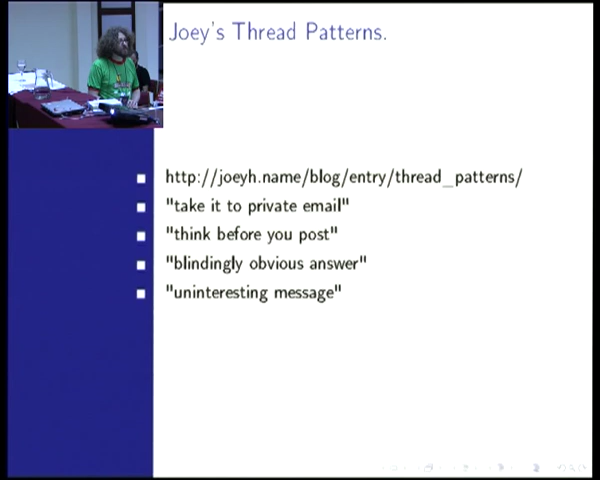 Joey's Thread Patterns.
http://joeyh.name/blog/entry/thread_patterns/
"take it to private email"
"think before you post"
"blindingly obvious answer"
"uninteresting message"